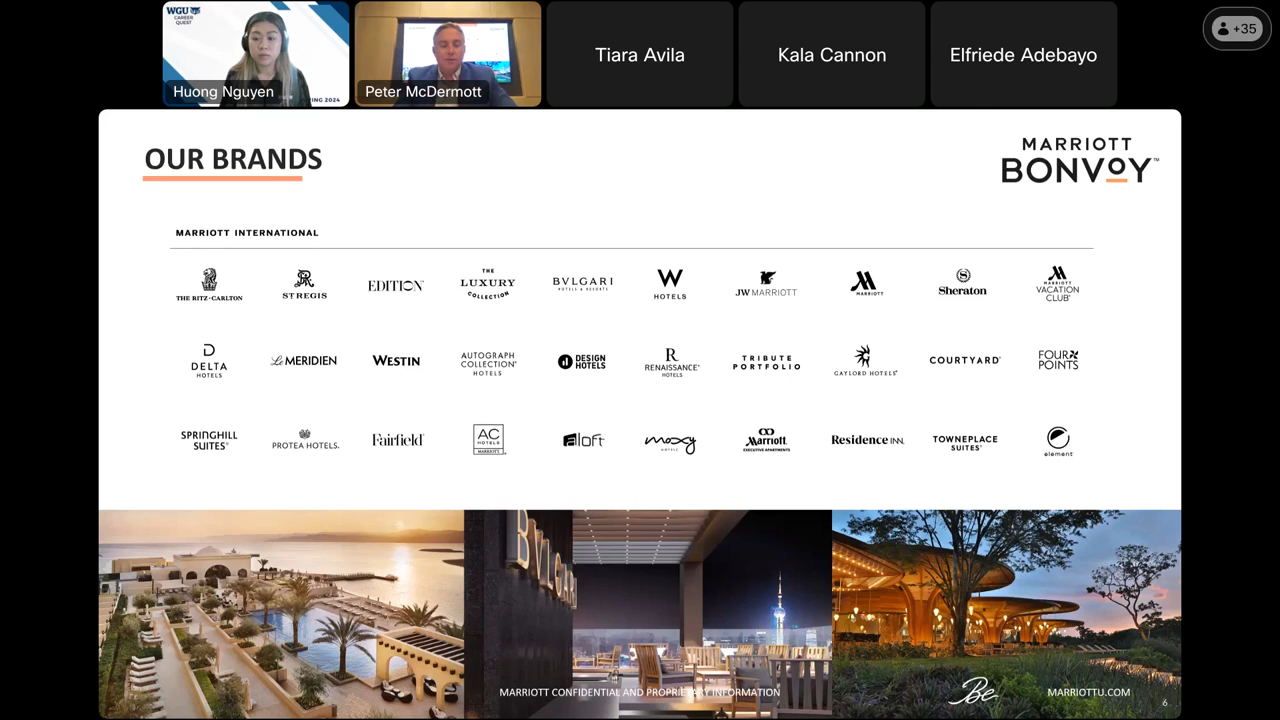 WGU
CAREER
QUEST
ING 2024
Huong Nguyen
Peter McDermott
Tiara Avila
Kala Cannon
Elfriede Adebayo
+35
OUR BRANDS
MARRIOTT
BONVOY™
MARRIOTT INTERNATIONAL
THE RITZ-CARLTON
ST REGIS
EDITION
THE
LUXURY
COLLECTION
BVLGARI
HOTELS & RESORTS
W
HOTELS
JW MARRIOTT
MARRIOTT
S
Sheraton
MARRIOTT
VACATION
CLUB®
D
DELTA
HOTELS
Le MERIDIEN
WESTIN
AUTOGRAPH
COLLECTION®
HOTELS
DESIGN
HOTELS
R
RENAISSANCE®
HOTELS
TRIBUTE
PORTFOLIO
GAYLORD HOTELS®
COURTYARD®
FOUR
POINTS
SPRINGHILL
SUITES®
PROTEA HOTELS.
Fairfield®
AC
HOTELS
MARRIOTT
aloft
moxy
HOTELS
Marriott.
EXECUTIVE APARTMENTS
Residence INN.
TOWNEPLACE
SUITES®
element®
BVLGARI
MARRIOTT CONFIDENTIAL AND PROPRIETARY INFORMATION
Be
MARRIOTTU.COM
6